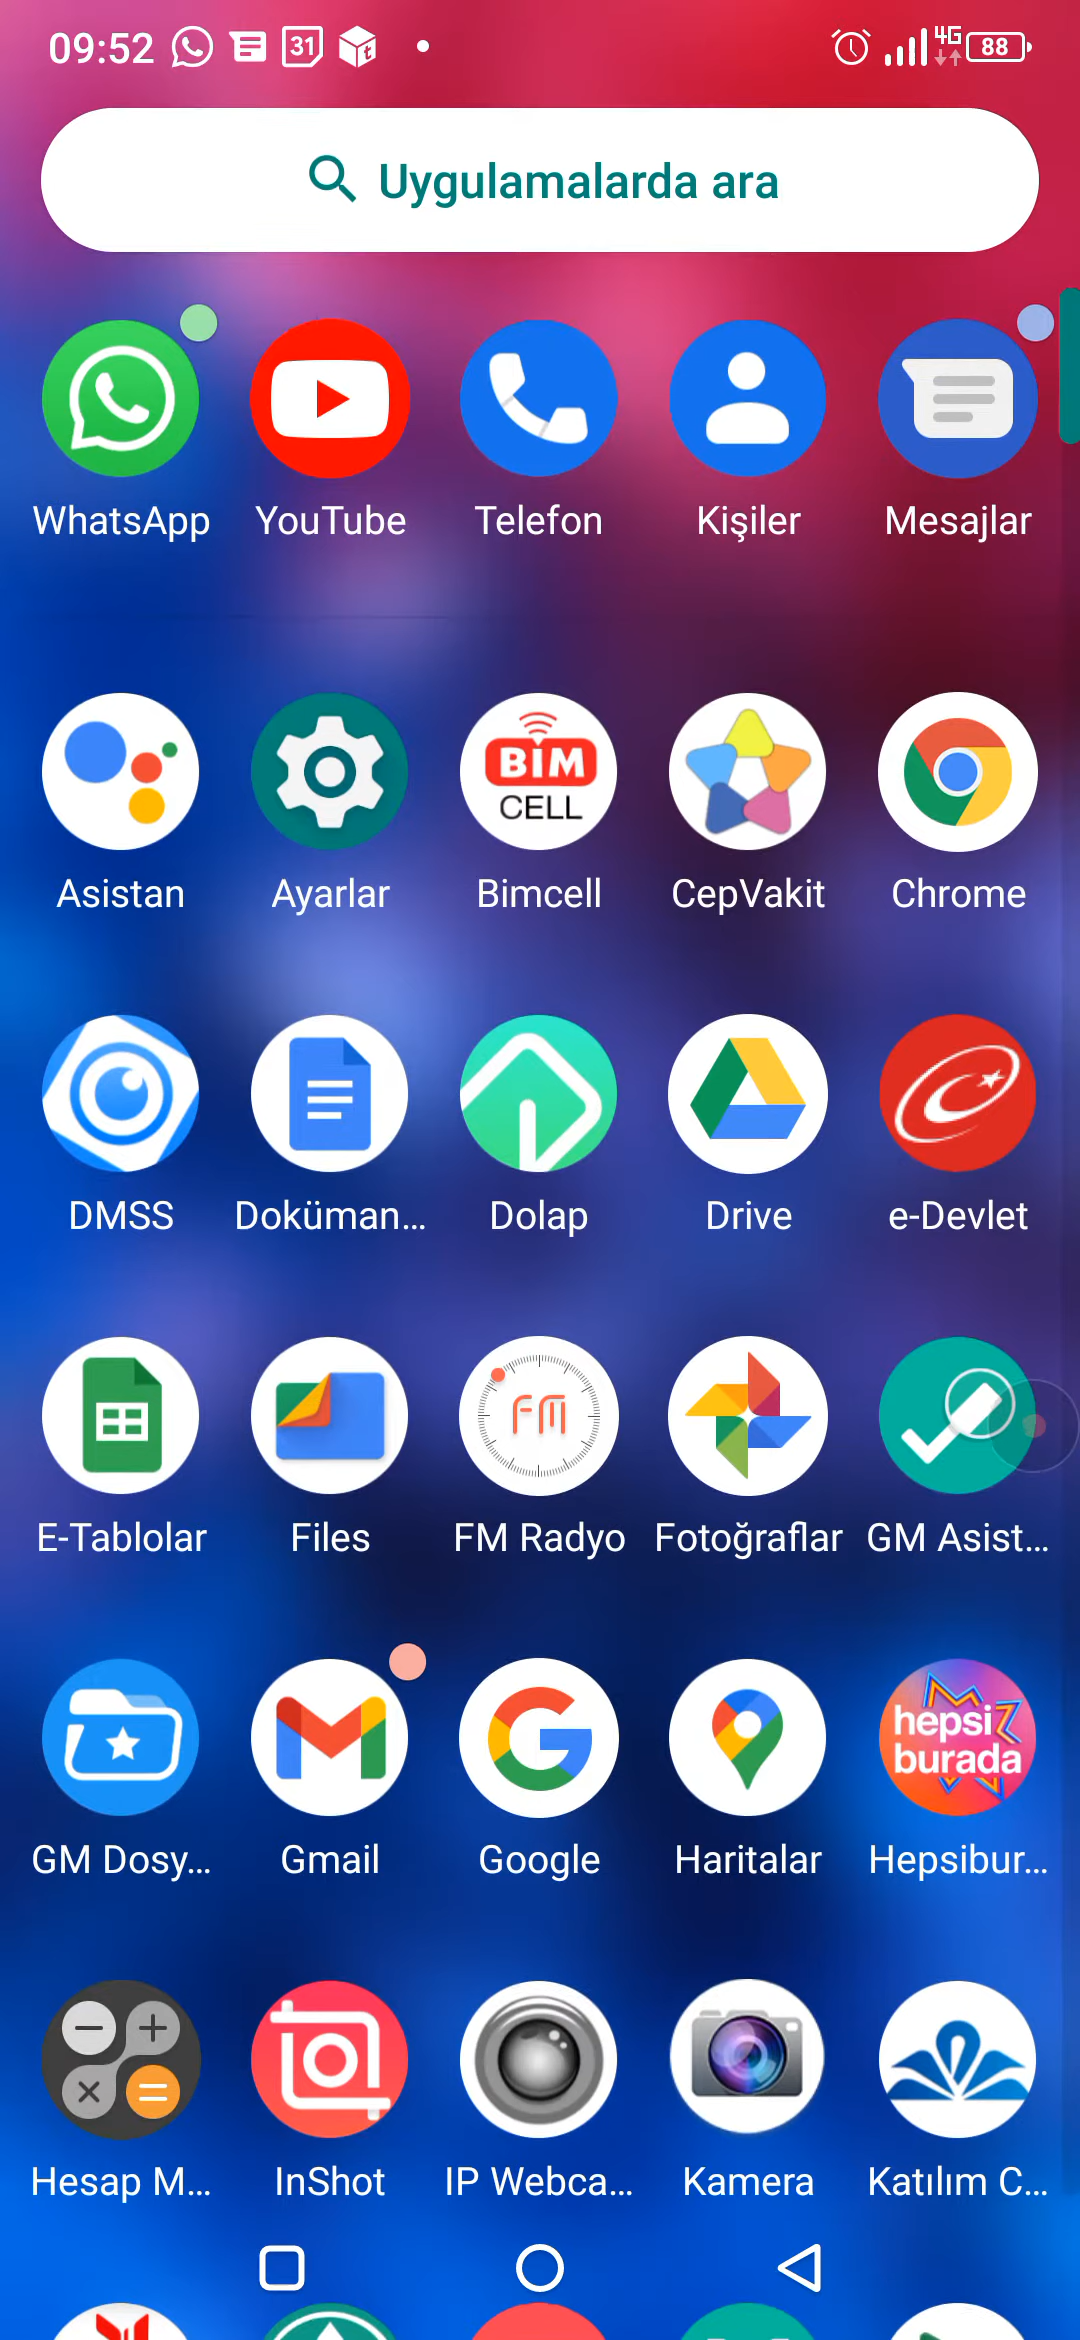 09:52 31 4G 88
Uygulamalarda ara
WhatsApp YouTube Telefon Kişiler Mesajlar
BİM
CELL
Asistan Ayarlar Bimcell CepVakit Chrome
DMSS Doküman... Dolap Drive e-Devlet
FM
E-Tablolar Files FM Radyo Fotoğraflar GM Asist...
hepsi
burada
GM Dosy... Gmail Google Haritalar Hepsibur...
Hesap M... InShot IP Webca... Kamera Katılım C...